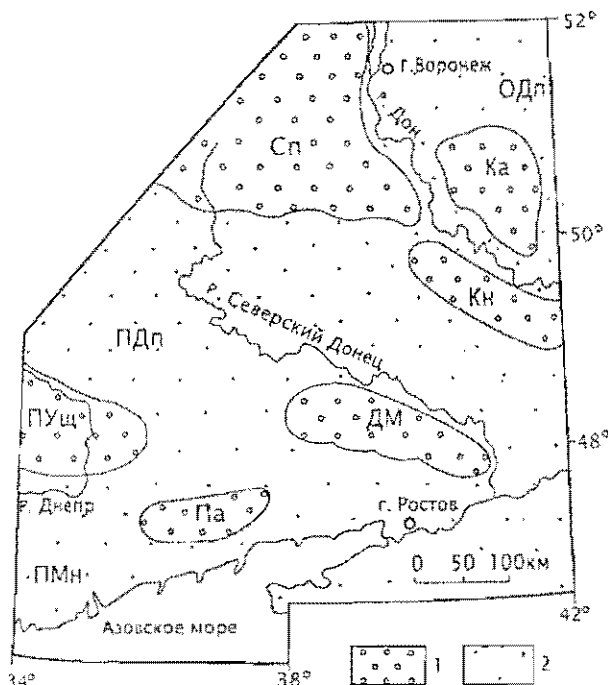 52°
г. Воронеж
ОДп
р. Дон
Сп
Ка
50°
Кн
р. Северский Донец
ПДп
ПУщ
ДМ
48°
р. Днепр
Па
г. Ростов
ПМн
0 50 100км
Азовское море
42°
34°
38°
1
2